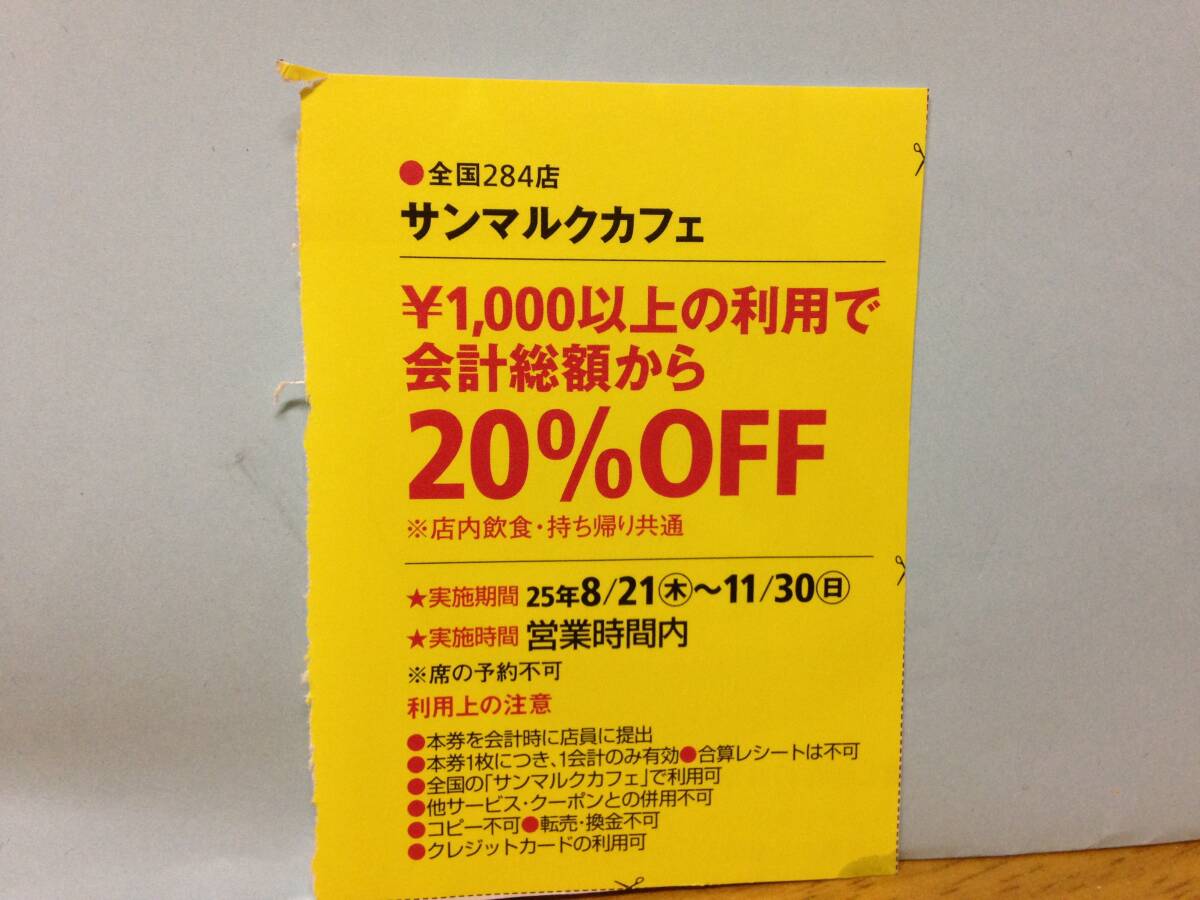 ●全国284店
サンマルクカフェ
¥1,000以上の利用で
会計総額から
20%OFF
※店内飲食・持ち帰り共通
★実施期間 25年8/21㊍〜11/30㊐
★実施時間 営業時間内
※席の予約不可
利用上の注意
●本券を会計時に店員に提出
●本券1枚につき、1会計のみ有効●合算レシートは不可
●全国の「サンマルクカフェ」で利用可
●他サービス・クーポンとの併用不可
●コピー不可●転売・換金不可
●クレジットカードの利用可